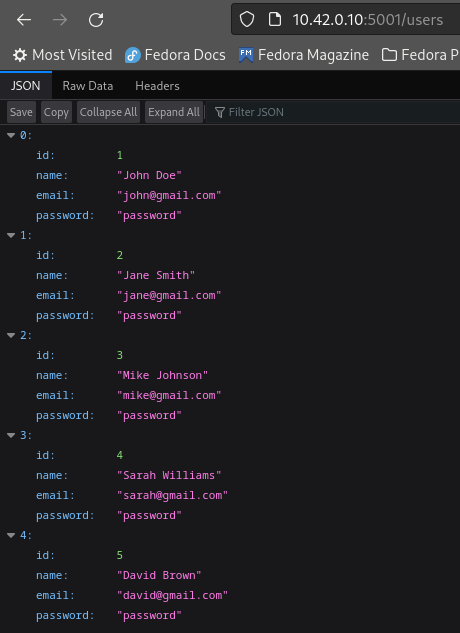 10.42.0.10:5001/users
Most Visited Fedora Docs Fedora Magazine Fedora P
JSON Raw Data Headers
Save Copy Collapse All Expand All Filter JSON
0:
id: 1
name: "John Doe"
email: "john@gmail.com"
password: "password"
1:
id: 2
name: "Jane Smith"
email: "jane@gmail.com"
password: "password"
2:
id: 3
name: "Mike Johnson"
email: "mike@gmail.com"
password: "password"
3:
id: 4
name: "Sarah Williams"
email: "sarah@gmail.com"
password: "password"
4:
id: 5
name: "David Brown"
email: "david@gmail.com"
password: "password"